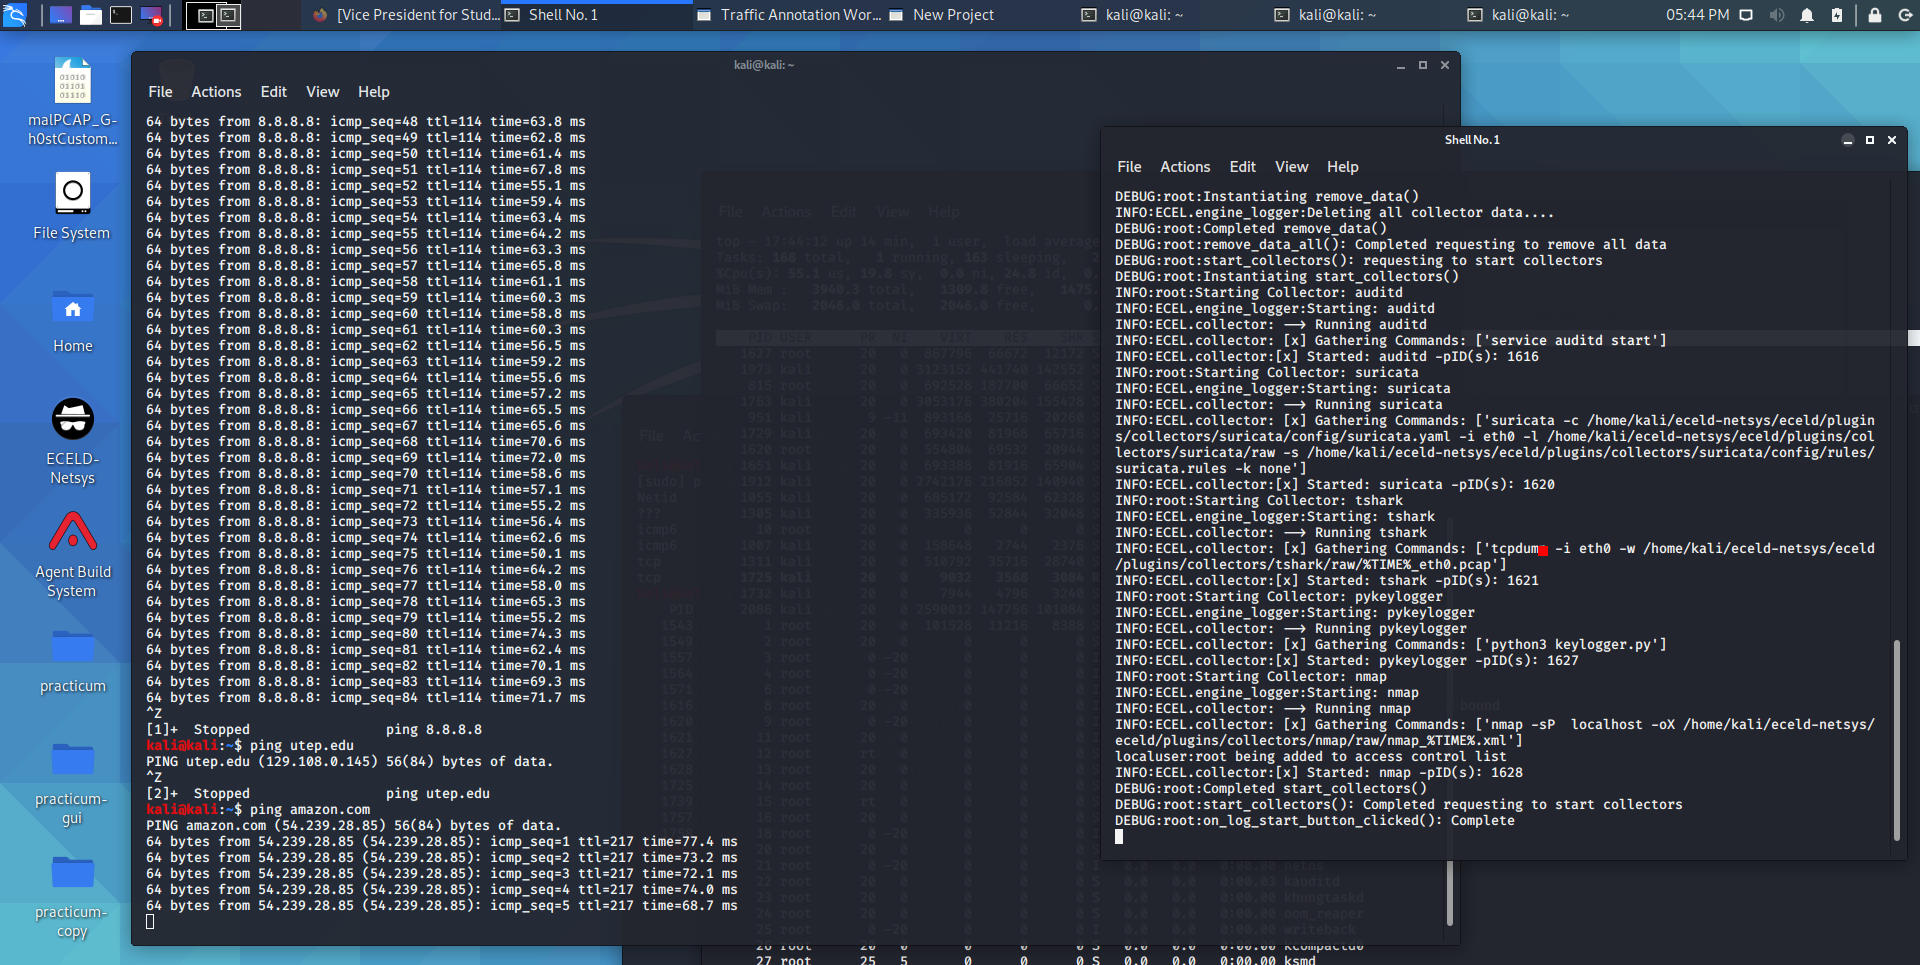 [Vice President for Stud...
Shell No. 1
Traffic Annotation Wor...
New Project
kali@kali: ~
kali@kali: ~
kali@kali: ~
05:44 PM
malPCAP_G-
h0stCustom...
File System
Home
ECELD-
Netsys
Agent Build
System
practicum
practicum-
gui
practicum-
copy
kali@kali: ~
File Actions Edit View Help
64 bytes from 8.8.8.8: icmp_seq=48 ttl=114 time=63.8 ms
64 bytes from 8.8.8.8: icmp_seq=49 ttl=114 time=62.8 ms
64 bytes from 8.8.8.8: icmp_seq=50 ttl=114 time=61.4 ms
64 bytes from 8.8.8.8: icmp_seq=51 ttl=114 time=67.8 ms
64 bytes from 8.8.8.8: icmp_seq=52 ttl=114 time=55.1 ms
64 bytes from 8.8.8.8: icmp_seq=53 ttl=114 time=59.4 ms
64 bytes from 8.8.8.8: icmp_seq=54 ttl=114 time=63.4 ms
64 bytes from 8.8.8.8: icmp_seq=55 ttl=114 time=64.2 ms
64 bytes from 8.8.8.8: icmp_seq=56 ttl=114 time=63.3 ms
64 bytes from 8.8.8.8: icmp_seq=57 ttl=114 time=65.8 ms
64 bytes from 8.8.8.8: icmp_seq=58 ttl=114 time=61.1 ms
64 bytes from 8.8.8.8: icmp_seq=59 ttl=114 time=60.3 ms
64 bytes from 8.8.8.8: icmp_seq=60 ttl=114 time=58.8 ms
64 bytes from 8.8.8.8: icmp_seq=61 ttl=114 time=60.3 ms
64 bytes from 8.8.8.8: icmp_seq=62 ttl=114 time=56.5 ms
64 bytes from 8.8.8.8: icmp_seq=63 ttl=114 time=59.2 ms
64 bytes from 8.8.8.8: icmp_seq=64 ttl=114 time=55.6 ms
64 bytes from 8.8.8.8: icmp_seq=65 ttl=114 time=57.2 ms
64 bytes from 8.8.8.8: icmp_seq=66 ttl=114 time=65.5 ms
64 bytes from 8.8.8.8: icmp_seq=67 ttl=114 time=65.6 ms
64 bytes from 8.8.8.8: icmp_seq=68 ttl=114 time=70.6 ms
64 bytes from 8.8.8.8: icmp_seq=69 ttl=114 time=72.0 ms
64 bytes from 8.8.8.8: icmp_seq=70 ttl=114 time=58.6 ms
64 bytes from 8.8.8.8: icmp_seq=71 ttl=114 time=57.1 ms
64 bytes from 8.8.8.8: icmp_seq=72 ttl=114 time=55.2 ms
64 bytes from 8.8.8.8: icmp_seq=73 ttl=114 time=56.4 ms
64 bytes from 8.8.8.8: icmp_seq=74 ttl=114 time=62.6 ms
64 bytes from 8.8.8.8: icmp_seq=75 ttl=114 time=50.1 ms
64 bytes from 8.8.8.8: icmp_seq=76 ttl=114 time=64.2 ms
64 bytes from 8.8.8.8: icmp_seq=77 ttl=114 time=58.0 ms
64 bytes from 8.8.8.8: icmp_seq=78 ttl=114 time=65.3 ms
64 bytes from 8.8.8.8: icmp_seq=79 ttl=114 time=55.2 ms
64 bytes from 8.8.8.8: icmp_seq=80 ttl=114 time=74.3 ms
64 bytes from 8.8.8.8: icmp_seq=81 ttl=114 time=62.4 ms
64 bytes from 8.8.8.8: icmp_seq=82 ttl=114 time=70.1 ms
64 bytes from 8.8.8.8: icmp_seq=83 ttl=114 time=69.3 ms
64 bytes from 8.8.8.8: icmp_seq=84 ttl=114 time=71.7 ms
^Z
[1]+ Stopped ping 8.8.8.8
kali@kali:~$ ping utep.edu
PING utep.edu (129.108.0.145) 56(84) bytes of data.
^Z
[2]+ Stopped ping utep.edu
kali@kali:~$ ping amazon.com
PING amazon.com (54.239.28.85) 56(84) bytes of data.
64 bytes from 54.239.28.85 (54.239.28.85): icmp_seq=1 ttl=217 time=77.4 ms
64 bytes from 54.239.28.85 (54.239.28.85): icmp_seq=2 ttl=217 time=73.2 ms
64 bytes from 54.239.28.85 (54.239.28.85): icmp_seq=3 ttl=217 time=72.1 ms
64 bytes from 54.239.28.85 (54.239.28.85): icmp_seq=4 ttl=217 time=74.0 ms
64 bytes from 54.239.28.85 (54.239.28.85): icmp_seq=5 ttl=217 time=68.7 ms
Shell No. 1
File Actions Edit View Help
DEBUG:root:Instantiating remove_data()
INFO:ECEL.engine_logger:Deleting all collector data....
DEBUG:root:Completed remove_data()
DEBUG:root:remove_data_all(): Completed requesting to remove all data
DEBUG:root:start_collectors(): requesting to start collectors
DEBUG:root:Instantiating start_collectors()
INFO:root:Starting Collector: auditd
INFO:ECEL.engine_logger:Starting: auditd
INFO:ECEL.collector: --> Running auditd
INFO:ECEL.collector: [x] Gathering Commands: ['service auditd start']
INFO:ECEL.collector:[x] Started: auditd -pID(s): 1616
INFO:root:Starting Collector: suricata
INFO:ECEL.engine_logger:Starting: suricata
INFO:ECEL.collector: --> Running suricata
INFO:ECEL.collector: [x] Gathering Commands: ['suricata -c /home/kali/eceld-netsys/eceld/plugin
s/collectors/suricata/config/suricata.yaml -i eth0 -l /home/kali/eceld-netsys/eceld/plugins/col
lectors/suricata/raw -s /home/kali/eceld-netsys/eceld/plugins/collectors/suricata/config/rules/
suricata.rules -k none']
INFO:ECEL.collector:[x] Started: suricata -pID(s): 1620
INFO:root:Starting Collector: tshark
INFO:ECEL.engine_logger:Starting: tshark
INFO:ECEL.collector: --> Running tshark
INFO:ECEL.collector: [x] Gathering Commands: ['tcpdum -i eth0 -w /home/kali/eceld-netsys/eceld
/plugins/collectors/tshark/raw/%TIME%_eth0.pcap']
INFO:ECEL.collector:[x] Started: tshark -pID(s): 1621
INFO:root:Starting Collector: pykeylogger
INFO:ECEL.engine_logger:Starting: pykeylogger
INFO:ECEL.collector: --> Running pykeylogger
INFO:ECEL.collector: [x] Gathering Commands: ['python3 keylogger.py']
INFO:ECEL.collector:[x] Started: pykeylogger -pID(s): 1627
INFO:root:Starting Collector: nmap
INFO:ECEL.engine_logger:Starting: nmap
INFO:ECEL.collector: --> Running nmap
INFO:ECEL.collector: [x] Gathering Commands: ['nmap -sP localhost -oX /home/kali/eceld-netsys/
eceld/plugins/collectors/nmap/raw/nmap_%TIME%.xml']
localuser:root being added to access control list
INFO:ECEL.collector:[x] Started: nmap -pID(s): 1628
DEBUG:root:Completed start_collectors()
DEBUG:root:start_collectors(): Completed requesting to start collectors
DEBUG:root:on_log_start_button_clicked(): Complete
27 root 25 5 0 0 0 S 0.0 0.0 0:00.00 ksmd